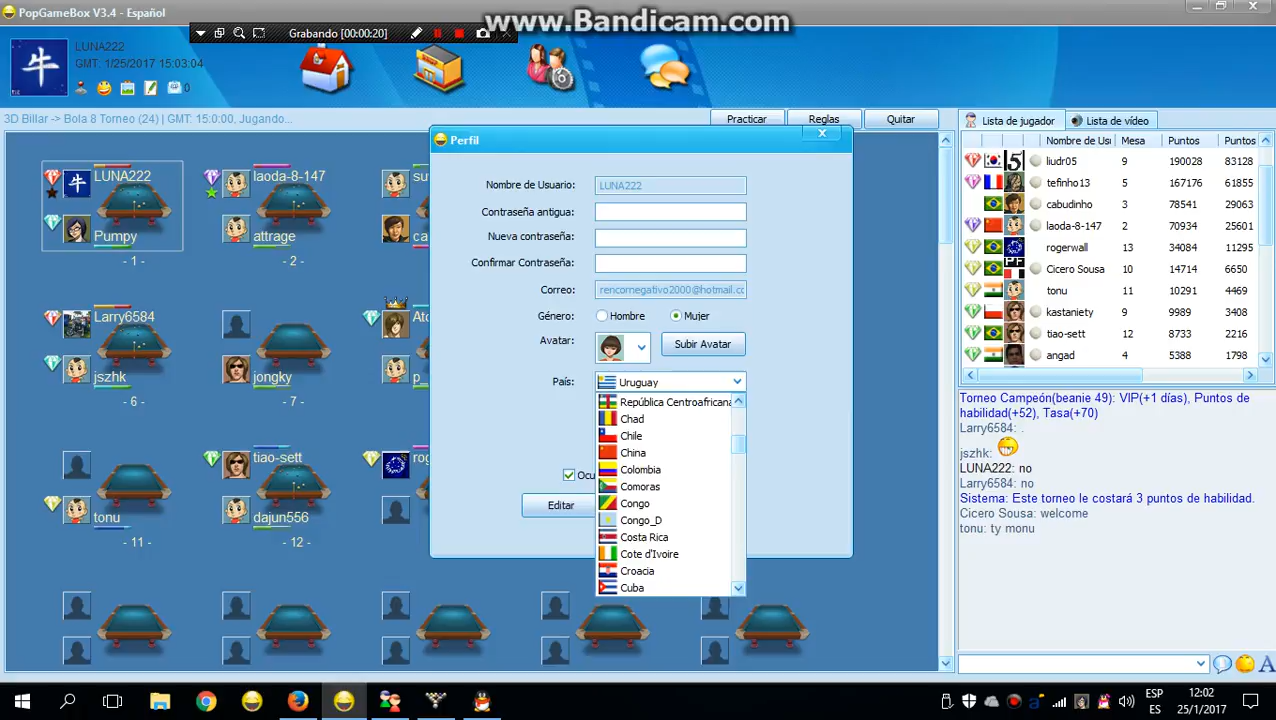 PopGameBox V3.4 - Español
www.Bandicam.com
Grabando [00:00:20]
LUNA222
GMT: 1/25/2017 15:03:04
0
牛
3D Billar -> Bola 8 Torneo (24) | GMT: 15:0:00, Jugando...
Practicar
Reglas
Quitar
LUNA222
Pumpy
- 1 -
laoda-8-147
attrage
- 2 -
Larry6584
jszhk
- 6 -
jongky
- 7 -
tonu
- 11 -
tiao-sett
dajun556
- 12 -
Perfil
Nombre de Usuario:
LUNA222
Contraseña antigua:
Nueva contraseña:
Confirmar Contraseña:
Correo:
rencornegativo2000@hotmail.cc
Género:
Hombre
Mujer
Avatar:
Subir Avatar
País:
Uruguay
República Centroafricana
Chad
Chile
China
Colombia
Comoras
Congo
Congo_D
Costa Rica
Cote d'Ivoire
Croacia
Cuba
Ocu
Editar
Lista de jugador
Lista de vídeo
Nombre de Usu
Mesa
Puntos
Puntos
liudr05 9 190028 83128
tefinho13 5 167176 61855
cabudinho 3 78541 29063
laoda-8-147 2 70934 25601
rogerwall 13 34084 11295
Cicero Sousa 10 14714 6650
tonu 11 10291 4469
kastaniety 9 9989 3408
tiao-sett 12 8733 2216
angad 4 5388 1798
Torneo Campeón(beanie 49): VIP(+1 días), Puntos de
habilidad(+52), Tasa(+70)
Larry6584: .
jszhk:
LUNA222: no
Larry6584: no
Sistema: Este torneo le costará 3 puntos de habilidad.
Cicero Sousa: welcome
tonu: ty monu
A
ESP
ES
12:02
25/1/2017